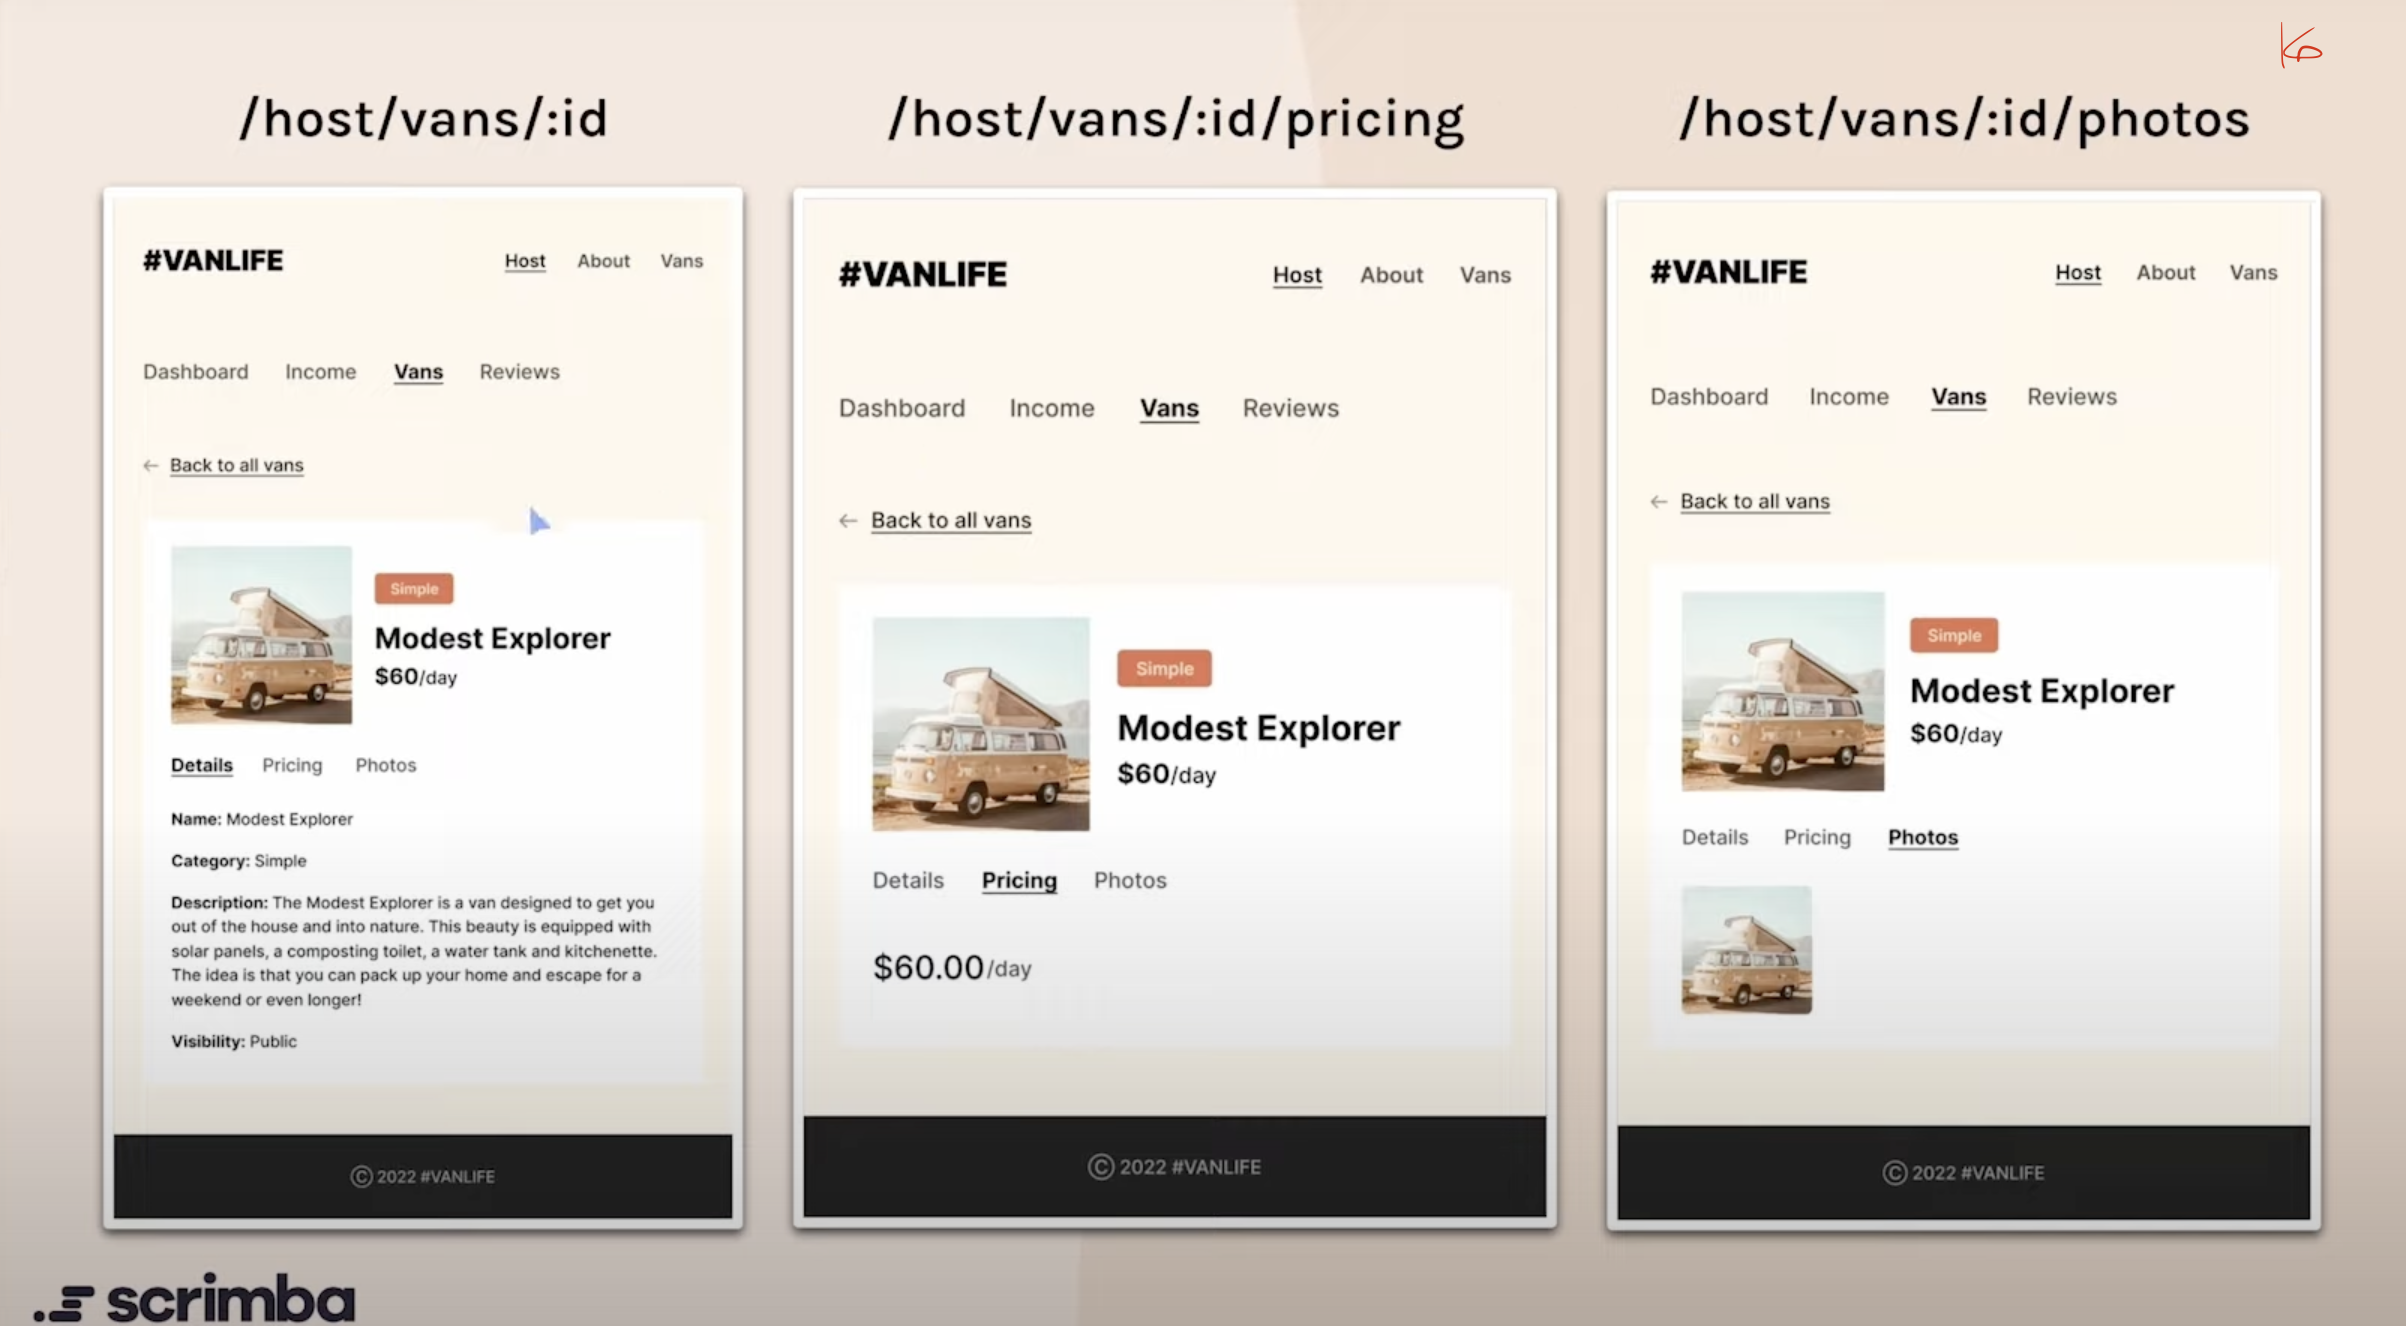 /host/vans/:id
#VANLIFE Host About Vans
Dashboard Income Vans Reviews
← Back to all vans
Simple
Modest Explorer
$60/day
Details Pricing Photos
Name: Modest Explorer
Category: Simple
Description: The Modest Explorer is a van designed to get you
out of the house and into nature. This beauty is equipped with
solar panels, a composting toilet, a water tank and kitchenette.
The idea is that you can pack up your home and escape for a
weekend or even longer!
Visibility: Public
Ⓒ 2022 #VANLIFE
/host/vans/:id/pricing
#VANLIFE Host About Vans
Dashboard Income Vans Reviews
← Back to all vans
Simple
Modest Explorer
$60/day
Details Pricing Photos
$60.00/day
Ⓒ 2022 #VANLIFE
/host/vans/:id/photos
#VANLIFE Host About Vans
Dashboard Income Vans Reviews
← Back to all vans
Simple
Modest Explorer
$60/day
Details Pricing Photos
Ⓒ 2022 #VANLIFE
scrimba